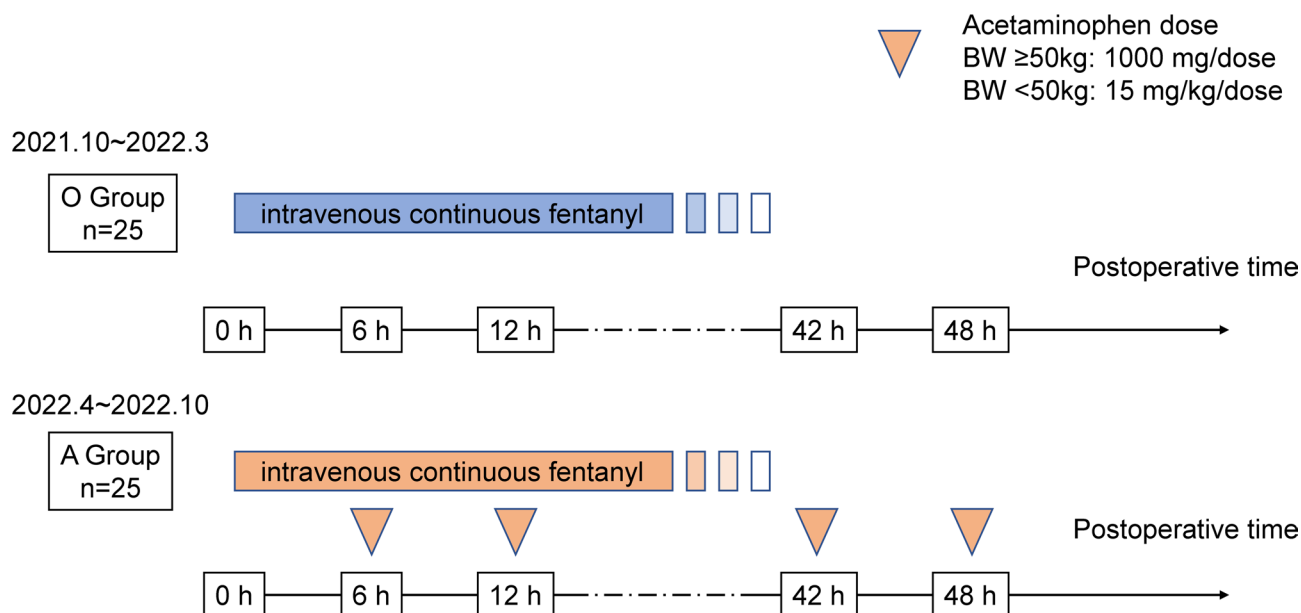 Acetaminophen dose
BW ≥50kg: 1000 mg/dose
BW <50kg: 15 mg/kg/dose
2021.10~2022.3
O Group
n=25
intravenous continuous fentanyl
Postoperative time
0 h
6 h
12 h
42 h
48 h
2022.4~2022.10
A Group
n=25
intravenous continuous fentanyl
Postoperative time
0 h
6 h
12 h
42 h
48 h